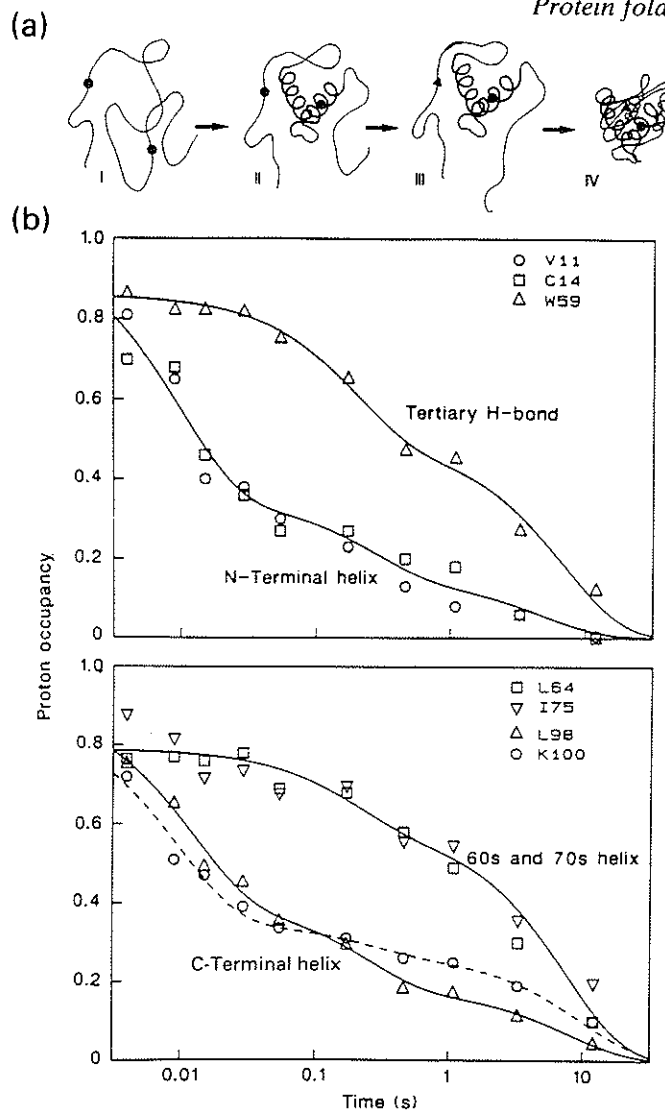 Protein fold
(a)
I
II
III
IV
(b)
1.0
0.8
0.6
0.4
0.2
0
○ V11
□ C14
△ W59
Tertiary H-bond
N-Terminal helix
Proton occupancy
1.0
0.8
0.6
0.4
0.2
0
□ L64
▽ I75
△ L98
○ K100
60s and 70s helix
C-Terminal helix
0.01
0.1
1
10
Time (s)